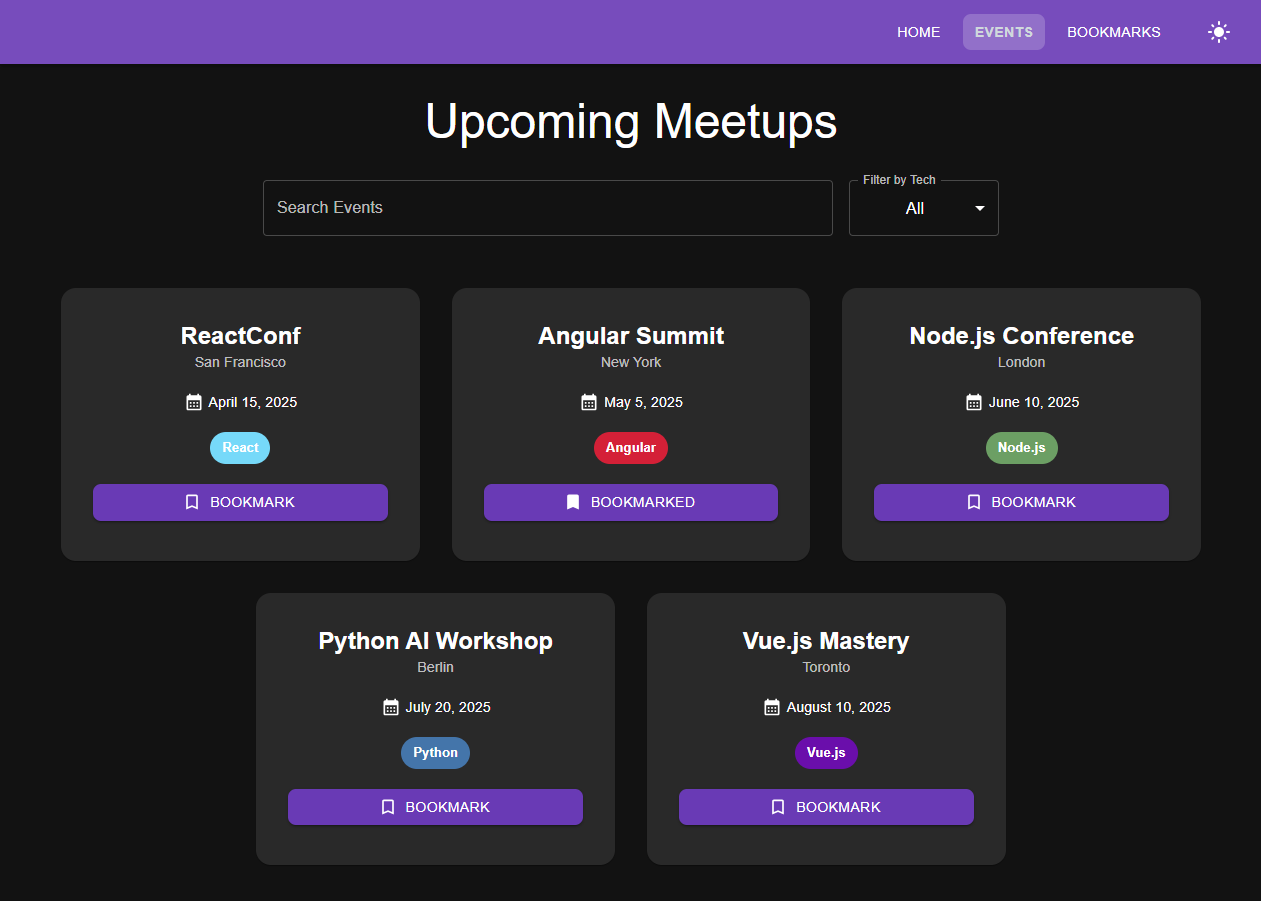 HOME EVENTS BOOKMARKS
Upcoming Meetups
Search Events
Filter by Tech
All
ReactConf
San Francisco
April 15, 2025
React
BOOKMARK
Angular Summit
New York
May 5, 2025
Angular
BOOKMARKED
Node.js Conference
London
June 10, 2025
Node.js
BOOKMARK
Python AI Workshop
Berlin
July 20, 2025
Python
BOOKMARK
Vue.js Mastery
Toronto
August 10, 2025
Vue.js
BOOKMARK